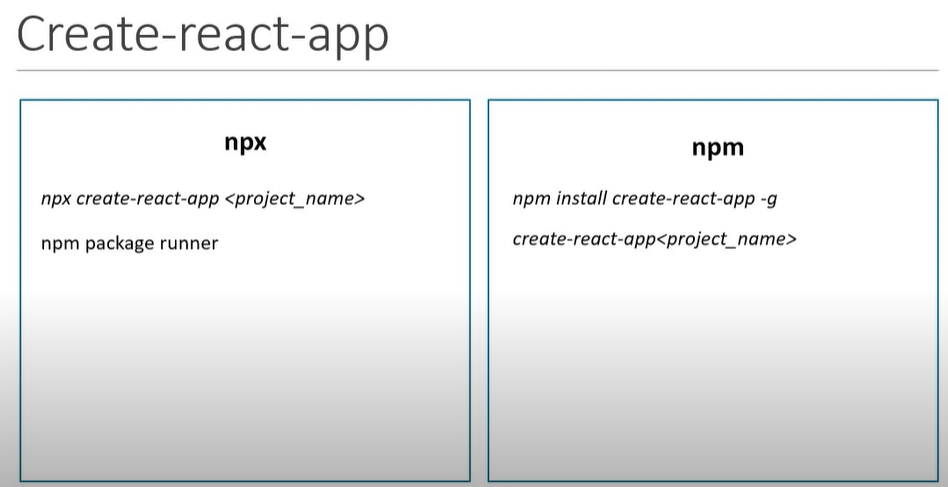 Create-react-app
npx
npx create-react-app <project_name>
npm package runner
npm
npm install create-react-app -g
create-react-app<project_name>